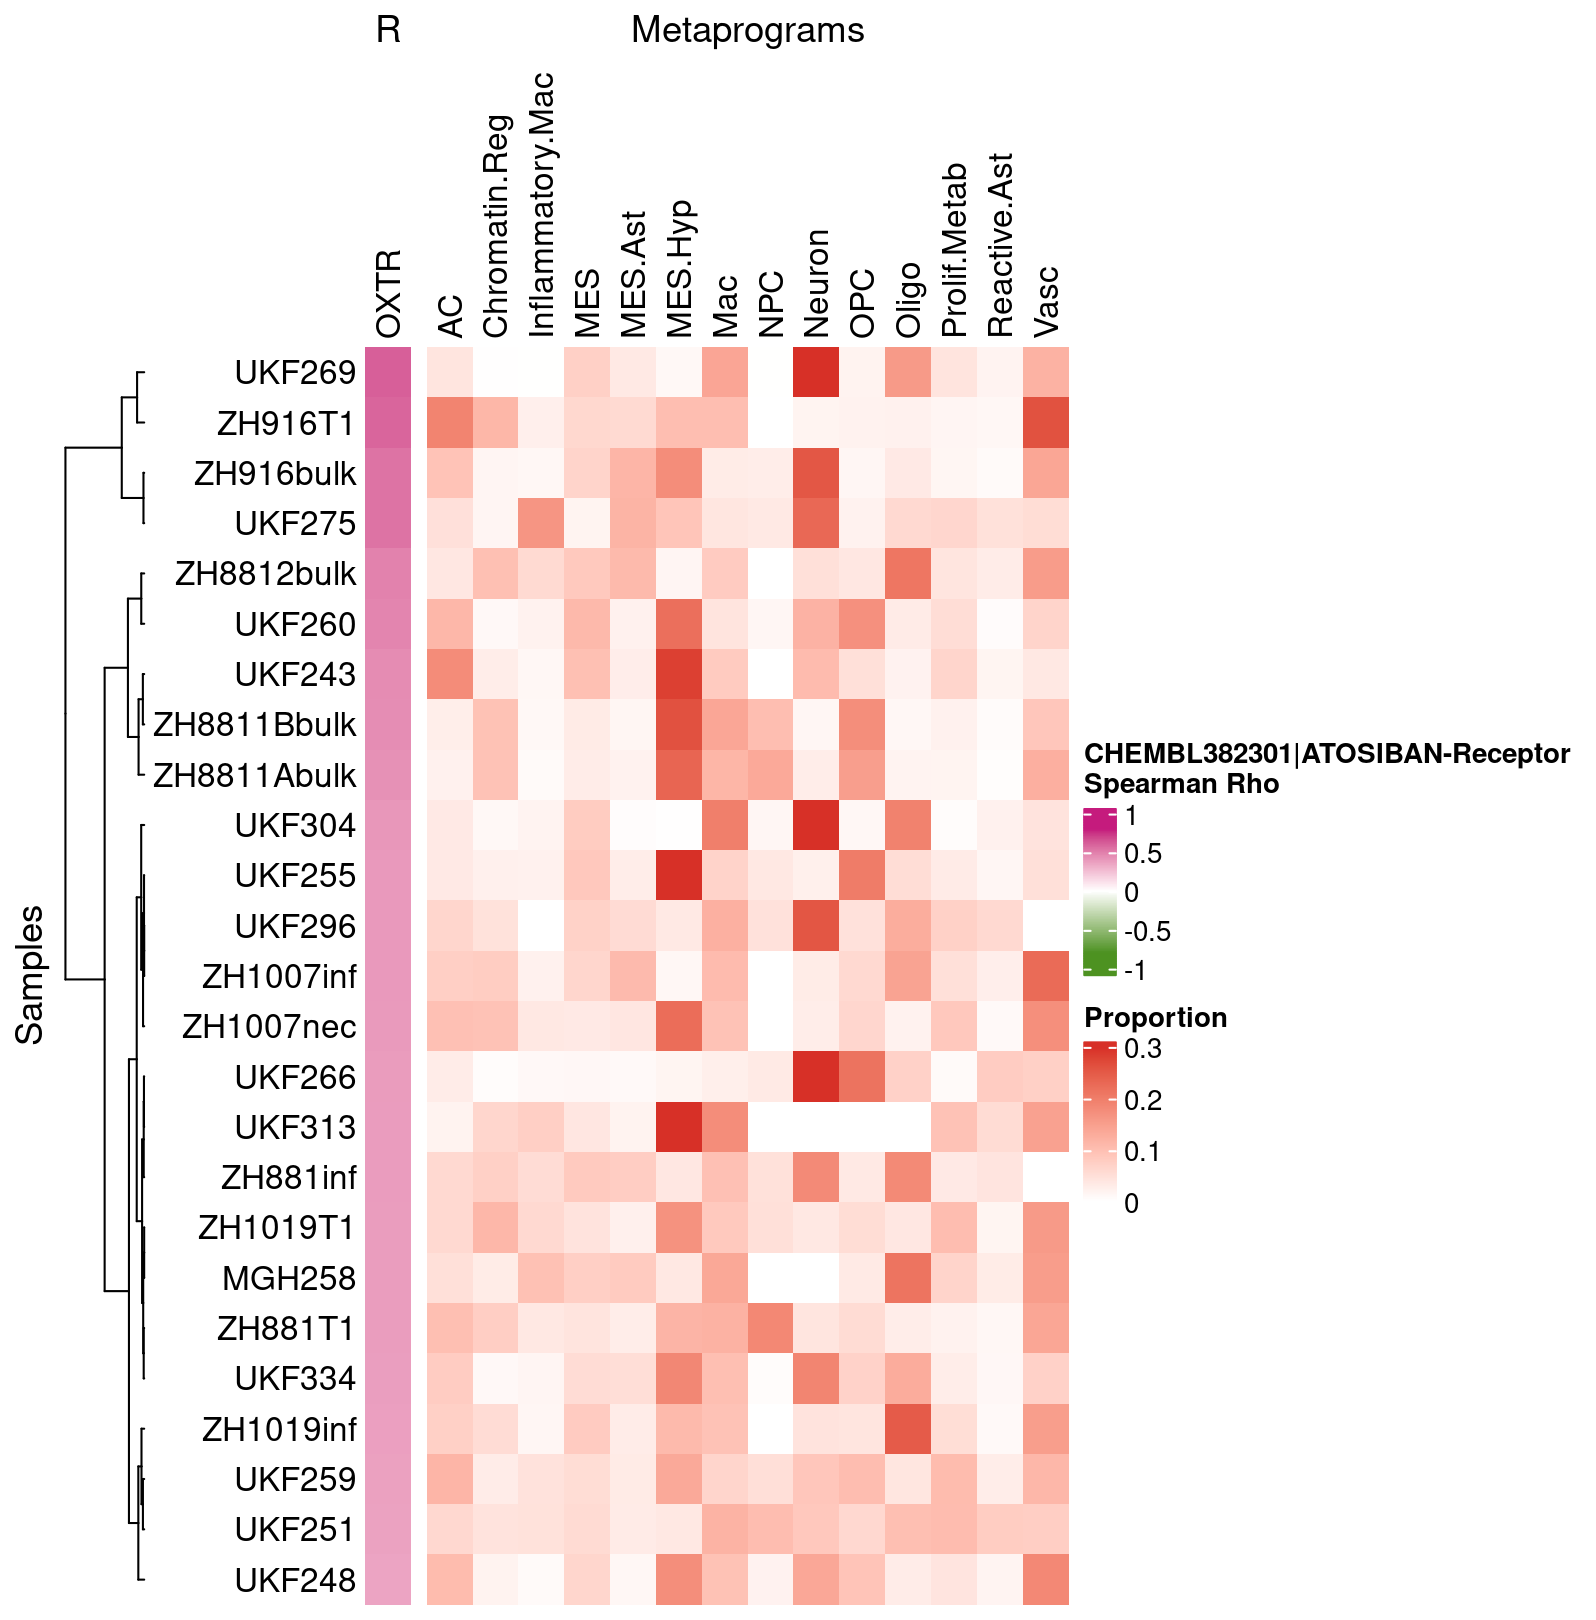 R
Metaprograms
OXTR
AC
Chromatin.Reg
Inflammatory.Mac
MES
MES.Ast
MES.Hyp
Mac
NPC
Neuron
OPC
Oligo
Prolif.Metab
Reactive.Ast
Vasc
Samples
UKF269
ZH916T1
ZH916bulk
UKF275
ZH8812bulk
UKF260
UKF243
ZH8811Bbulk
ZH8811Abulk
UKF304
UKF255
UKF296
ZH1007inf
ZH1007nec
UKF266
UKF313
ZH881inf
ZH1019T1
MGH258
ZH881T1
UKF334
ZH1019inf
UKF259
UKF251
UKF248
CHEMBL382301|ATOSIBAN-Receptor
Spearman Rho
1
0.5
0
-0.5
-1
Proportion
0.3
0.2
0.1
0